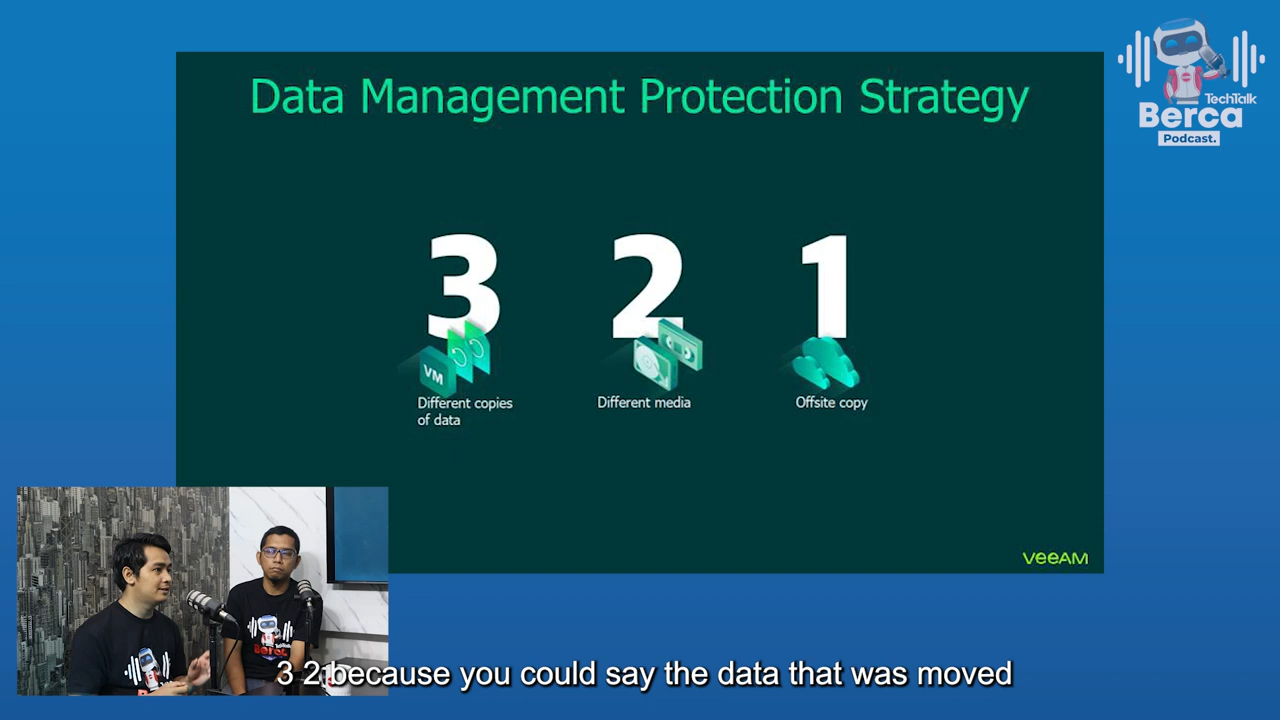 Data Management Protection Strategy
TechTalk
Berca
Podcast.
3
2
1
VM
Different copies
of data
Different media
Offsite copy
veeAM
Berca
3 2 because you could say the data that was moved